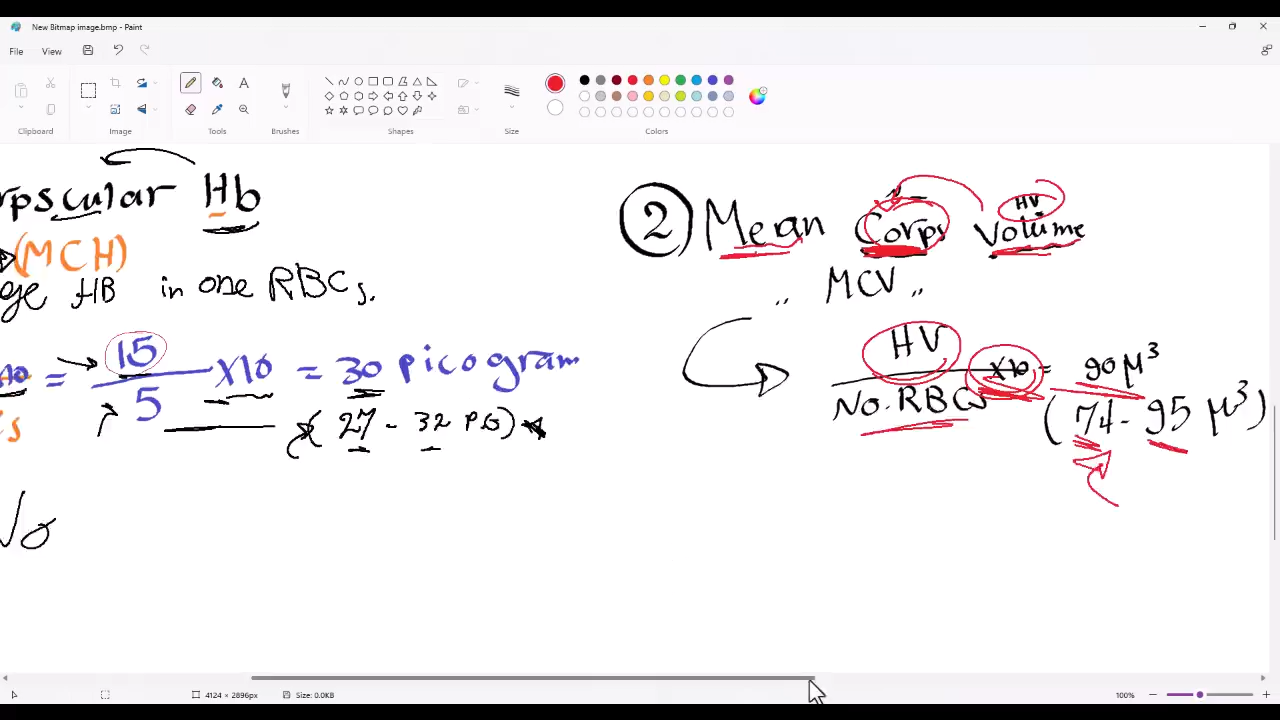 New Bitmap image.bmp - Paint
File View
Clipboard Image Tools Brushes Shapes Size Colors
rpscular Hb
(MCH)
ge HB in one RBCs.
= 15 / 5 x10 = 30 picogram
(27 - 32 PG)
No
2 Mean Corps Volume
HV
" MCV "
HV x10 = 90 µ³
No. RBCs
(74 - 95 µ³)
4124 × 2896px Size: 0.0KB 100%